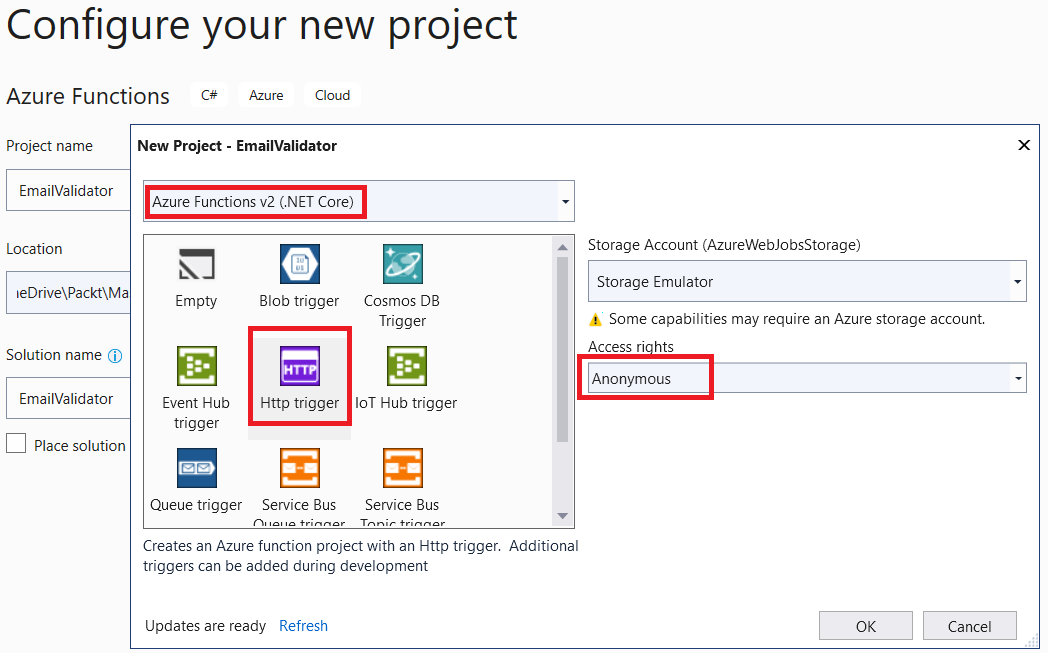 Configure your new project
Azure Functions C# Azure Cloud
Project name
EmailValidator
Location
neDrive\Packt\Ma
Solution name
EmailValidator
Place solution
New Project - EmailValidator
Azure Functions v2 (.NET Core)
Empty
Blob trigger
Cosmos DB
Trigger
Event Hub
trigger
HTTP
Http trigger
IoT Hub trigger
Queue trigger
Service Bus
Queue trigger
Service Bus
Topic trigger
Storage Account (AzureWebJobsStorage)
Storage Emulator
Some capabilities may require an Azure storage account.
Access rights
Anonymous
Creates an Azure function project with an Http trigger. Additional
triggers can be added during development
Updates are ready Refresh
OK Cancel